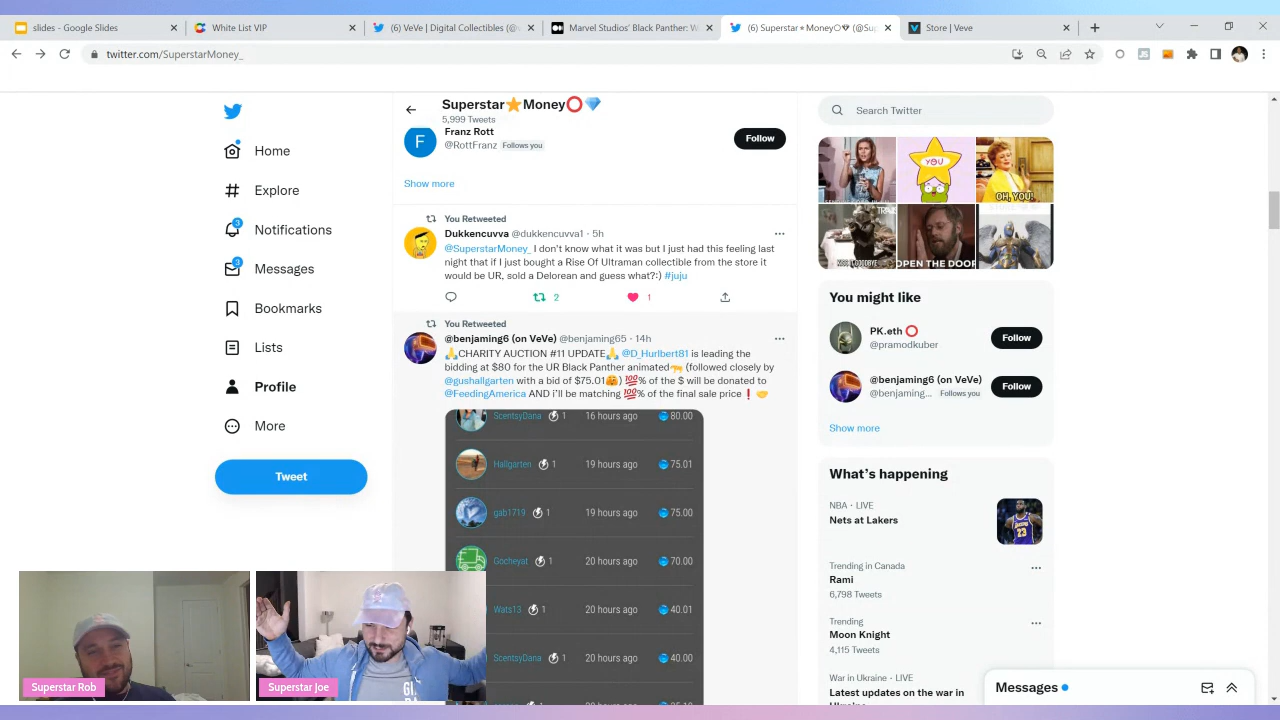 slides - Google Slides
White List VIP
(6) VeVe | Digital Collectibles (@v
Marvel Studios' Black Panther: W
(6) Superstar⭐Money⭕💎 (@Sup
Store | Veve
twitter.com/SuperstarMoney_
Superstar⭐Money⭕💎
5,999 Tweets
Search Twitter
Home
Explore
Notifications
Messages
Bookmarks
Lists
Profile
More
Tweet
F
Franz Rott
@RottFranz Follows you
Follow
Show more
You Retweeted
Dukkencuvva @dukkencuvva1 · 5h
@SuperstarMoney_ I don't know what it was but I just had this feeling last
night that if I just bought a Rise Of Ultraman collectible from the store it
would be UR, sold a Delorean and guess what?:) #juju
2
1
You Retweeted
@benjaming6 (on VeVe) @benjaming65 · 14h
🙏CHARITY AUCTION #11 UPDATE🙏 @D_Hurlbert81 is leading the
bidding at $80 for the UR Black Panther animated🐆 (followed closely by
@gushallgarten with a bid of $75.01🥵) 💯% of the $ will be donated to
@FeedingAmerica AND i'll be matching 💯% of the final sale price❗🤝
ScentsyDana 1 16 hours ago 80.00
Hallgarten 1 19 hours ago 75.01
gab1719 1 19 hours ago 75.00
Gocheyat 1 20 hours ago 70.00
Wats13 1 20 hours ago 40.01
ScentsyDana 1 20 hours ago 40.00
YOU
OH, YOU!
KISS IT GOODBYE
OPEN THE DOOR
You might like
PK.eth ⭕
@pramodkuber
Follow
@benjaming6 (on VeVe)
@benjaming... Follows you
Follow
Show more
What's happening
NBA · LIVE
Nets at Lakers
Trending in Canada
Rami
6,798 Tweets
Trending
Moon Knight
4,115 Tweets
War in Ukraine · LIVE
Latest updates on the war in
Messages
Superstar Rob
Superstar Joe